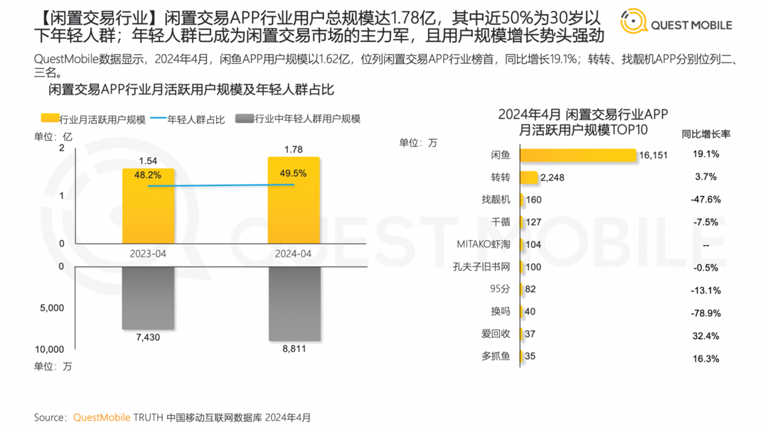 【闲置交易行业】闲置交易APP行业用户总规模达1.78亿，其中近50%为30岁以
下年轻人群；年轻人群已成为闲置交易市场的主力军，且用户规模增长势头强劲
QUEST MOBILE
QuestMobile数据显示，2024年4月，闲鱼APP用户规模以1.62亿，位列闲置交易APP行业榜首，同比增长19.1%；转转、找靓机APP分别位列二、
三名。
闲置交易APP行业月活跃用户规模及年轻人群占比
行业月活跃用户规模 年轻人群占比 行业中年轻人群用户规模
单位：亿
2
1
0
1.54
48.2%
1.78
49.5%
2023-04 2024-04
0
5,000
10,000
7,430
8,811
单位：万
2024年4月 闲置交易行业APP
月活跃用户规模TOP10
同比增长率
单位：万
闲鱼 16,151 19.1%
转转 2,248 3.7%
找靓机 160 -47.6%
千循 127 -7.5%
MITAKO虾淘 104 --
孔夫子旧书网 100 -0.5%
95分 82 -13.1%
换吗 40 -78.9%
爱回收 37 32.4%
多抓鱼 35 16.3%
QUEST MOBILE
Source：QuestMobile TRUTH 中国移动互联网数据库 2024年4月